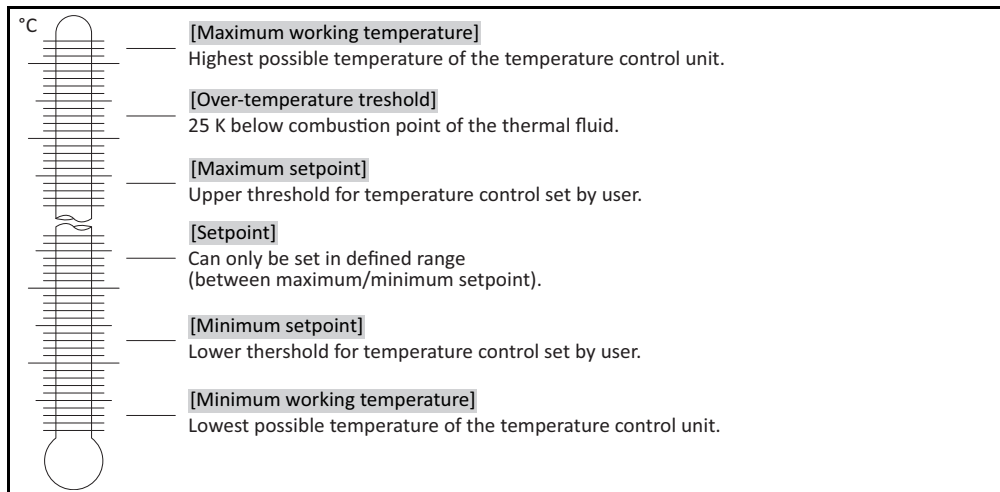 °C
[Maximum working temperature]
Highest possible temperature of the temperature control unit.
[Over-temperature treshold]
25 K below combustion point of the thermal fluid.
[Maximum setpoint]
Upper threshold for temperature control set by user.
[Setpoint]
Can only be set in defined range
(between maximum/minimum setpoint).
[Minimum setpoint]
Lower thershold for temperature control set by user.
[Minimum working temperature]
Lowest possible temperature of the temperature control unit.